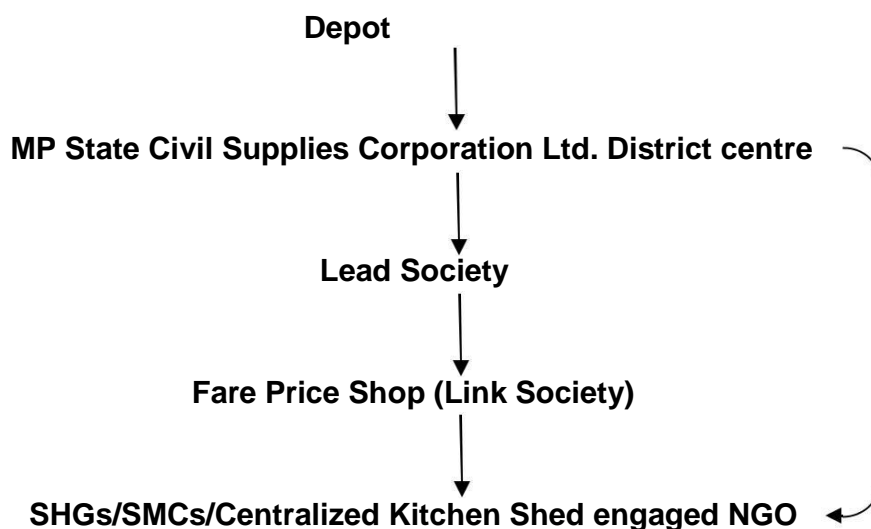 Depot
MP State Civil Supplies Corporation Ltd. District centre
Lead Society
Fare Price Shop (Link Society)
SHGs/SMCs/Centralized Kitchen Shed engaged NGO